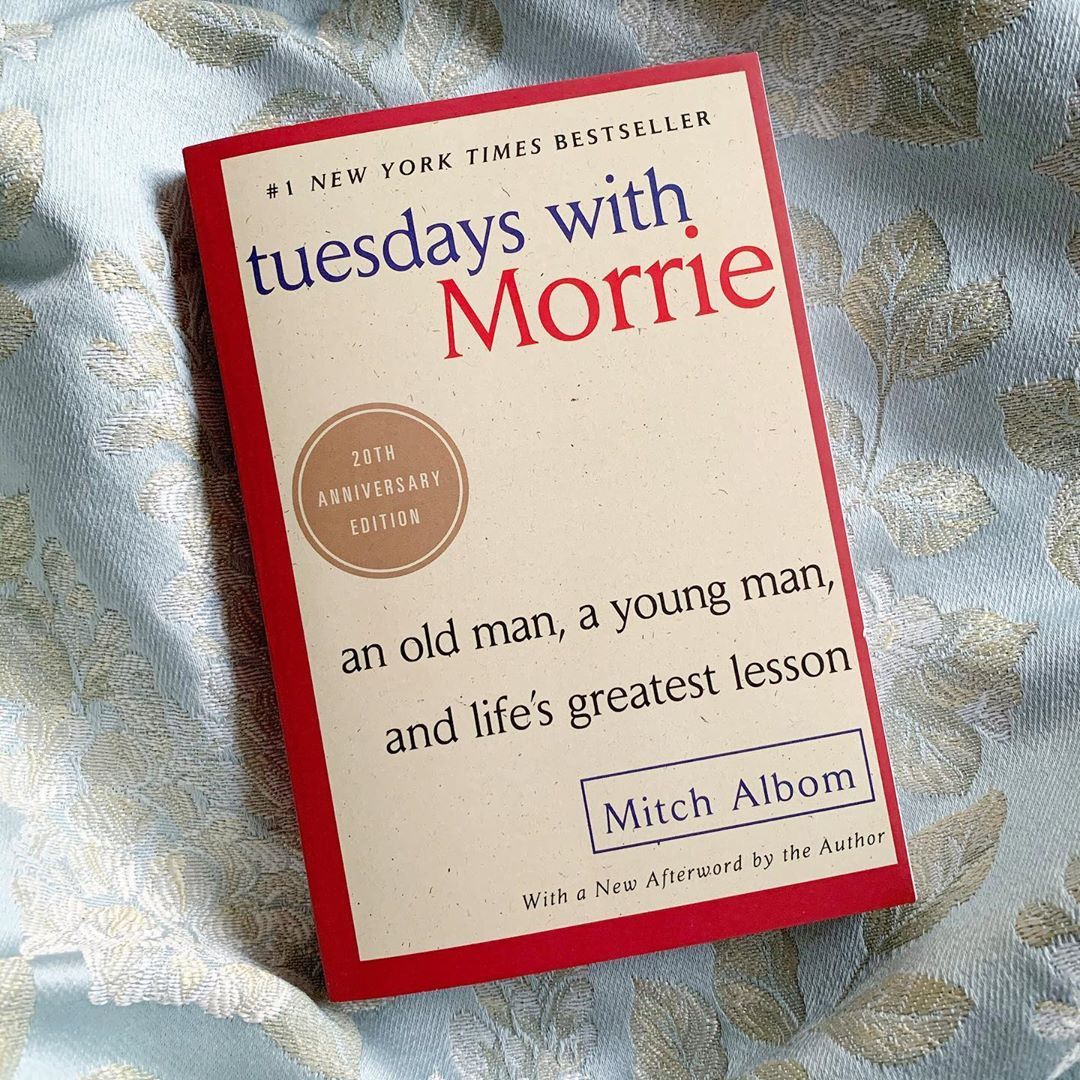 #1 NEW YORK TIMES BESTSELLER
tuesdays with
Morrie
20TH
ANNIVERSARY
EDITION
an old man, a young man,
and life's greatest lesson
Mitch Albom
With a New Afterword by the Author